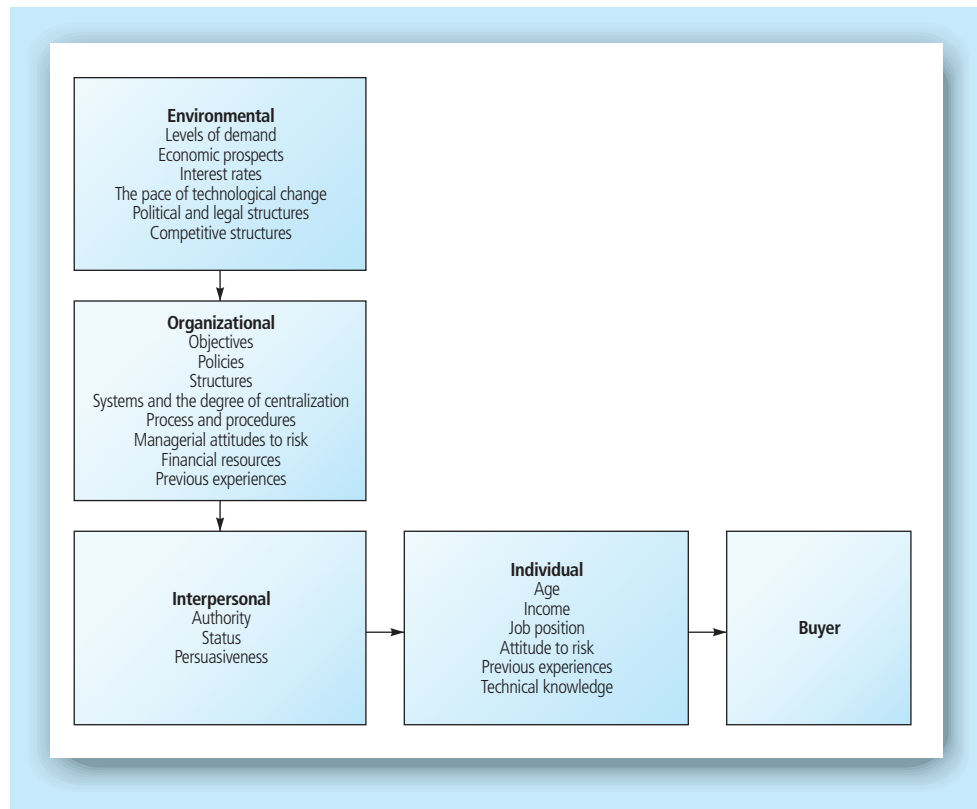 Environmental
Levels of demand
Economic prospects
Interest rates
The pace of technological change
Political and legal structures
Competitive structures
Organizational
Objectives
Policies
Structures
Systems and the degree of centralization
Process and procedures
Managerial attitudes to risk
Financial resources
Previous experiences
Interpersonal
Authority
Status
Persuasiveness
Individual
Age
Income
Job position
Attitude to risk
Previous experiences
Technical knowledge
Buyer